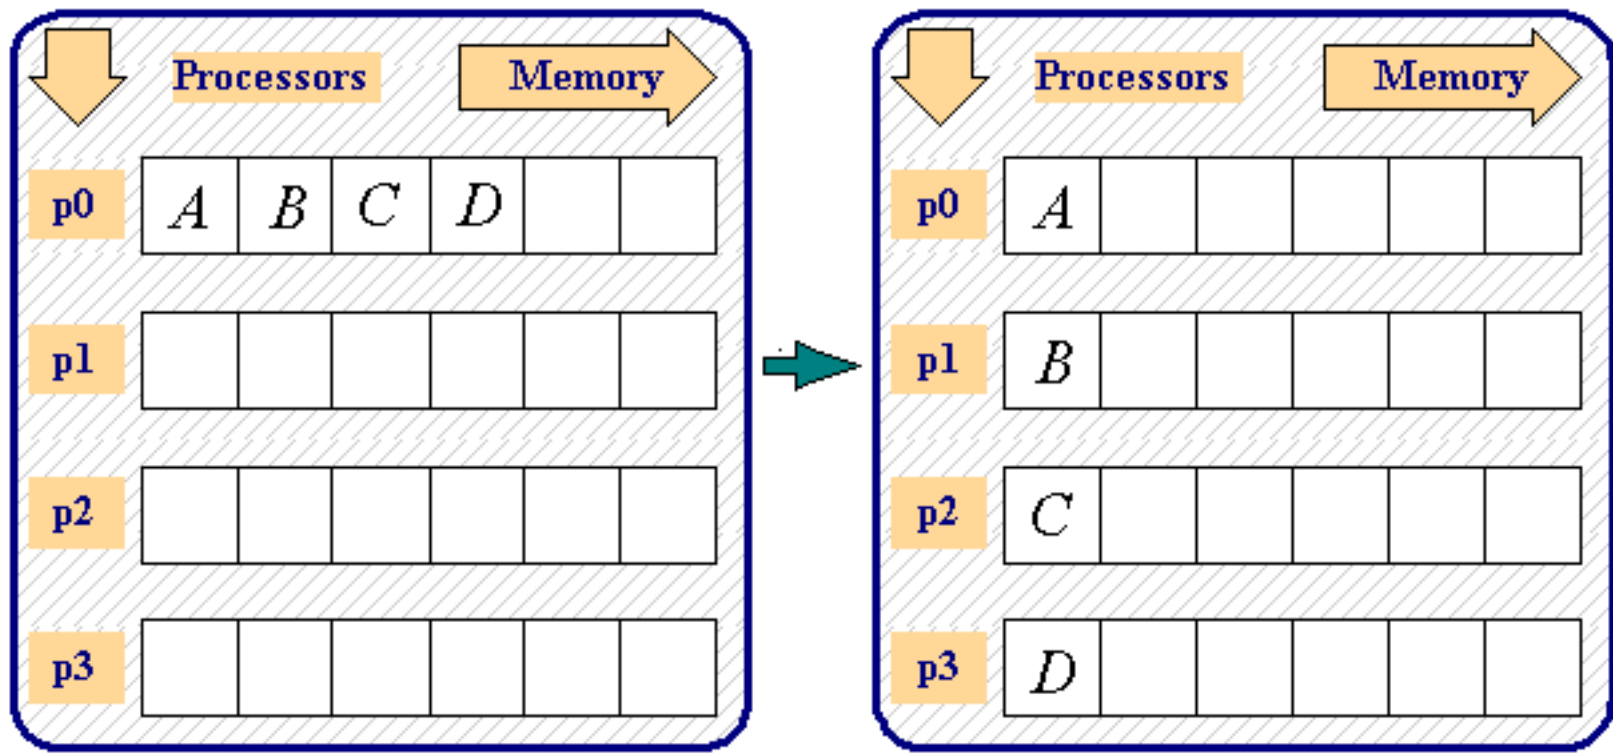 Processors Memory
p0 A B C D
p1
p2
p3
Processors Memory
p0 A
p1 B
p2 C
p3 D